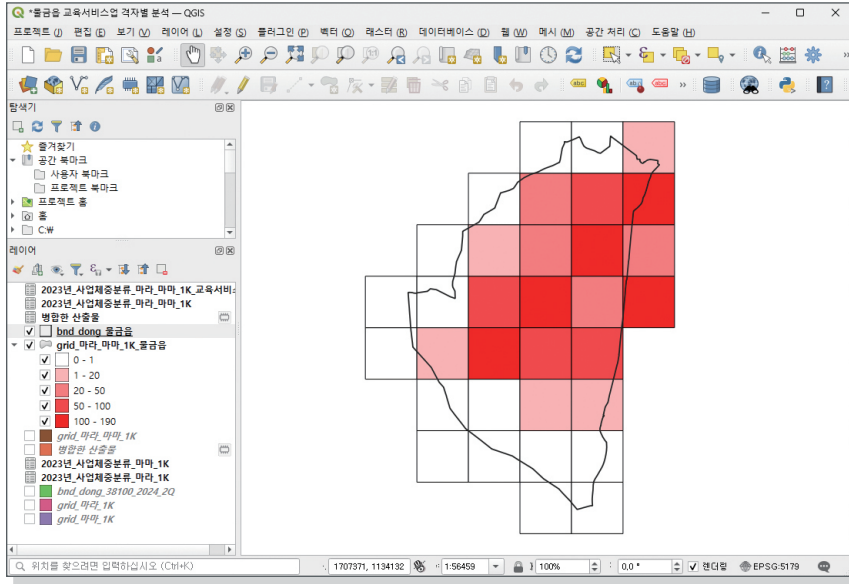 *물금읍 교육서비스업 격자별 분석 — QGIS
프로젝트 (J) 편집 (E) 보기 (V) 레이어 (L) 설정 (S) 플러그인 (P) 벡터 (O) 래스터 (R) 데이터베이스 (D) 웹 (W) 메시 (M) 공간 처리 (C) 도움말 (H)
탐색기
즐겨찾기
공간 북마크
사용자 북마크
프로젝트 북마크
프로젝트 홈
홈
C:₩
레이어
2023년_사업체중분류_마라_마마_1K_교육서비
2023년_사업체중분류_마라_마마_1K
병합한 산출물
bnd_dong_물금읍
grid_마라_마마_1K_물금읍
0 - 1
1 - 20
20 - 50
50 - 100
100 - 190
grid_마라_마마_1K
병합한 산출물
2023년_사업체중분류_마마_1K
2023년_사업체중분류_마라_1K
bnd_dong_38100_2024_2Q
grid_마라_1K
grid_마마_1K
위치를 찾으려면 입력하십시오 (Ctrl+K) 1707371, 1134132 1:56459 100% 0.0 ° 렌더링 EPSG:5179